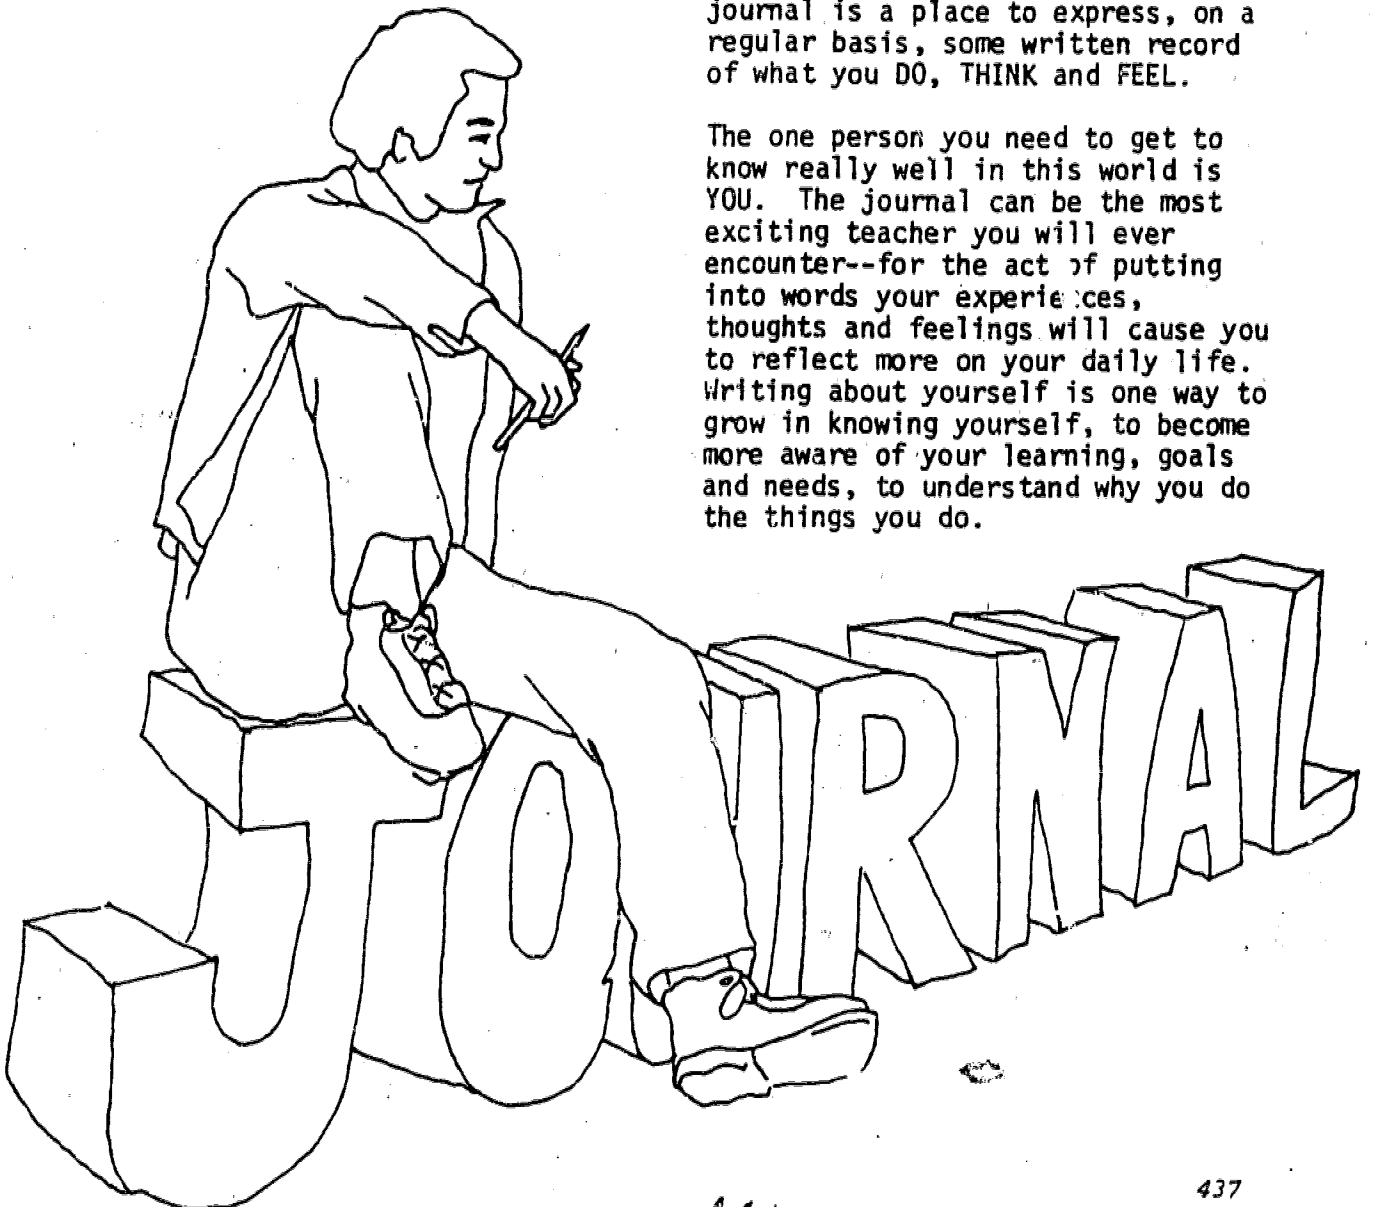 journal is a place to express, on a
regular basis, some written record
of what you DO, THINK and FEEL.
The one person you need to get to
know really well in this world is
YOU. The journal can be the most
exciting teacher you will ever
encounter--for the act of putting
into words your experiences,
thoughts and feelings will cause you
to reflect more on your daily life.
Writing about yourself is one way to
grow in knowing yourself, to become
more aware of your learning, goals
and needs, to understand why you do
the things you do.
JOURNAL
437